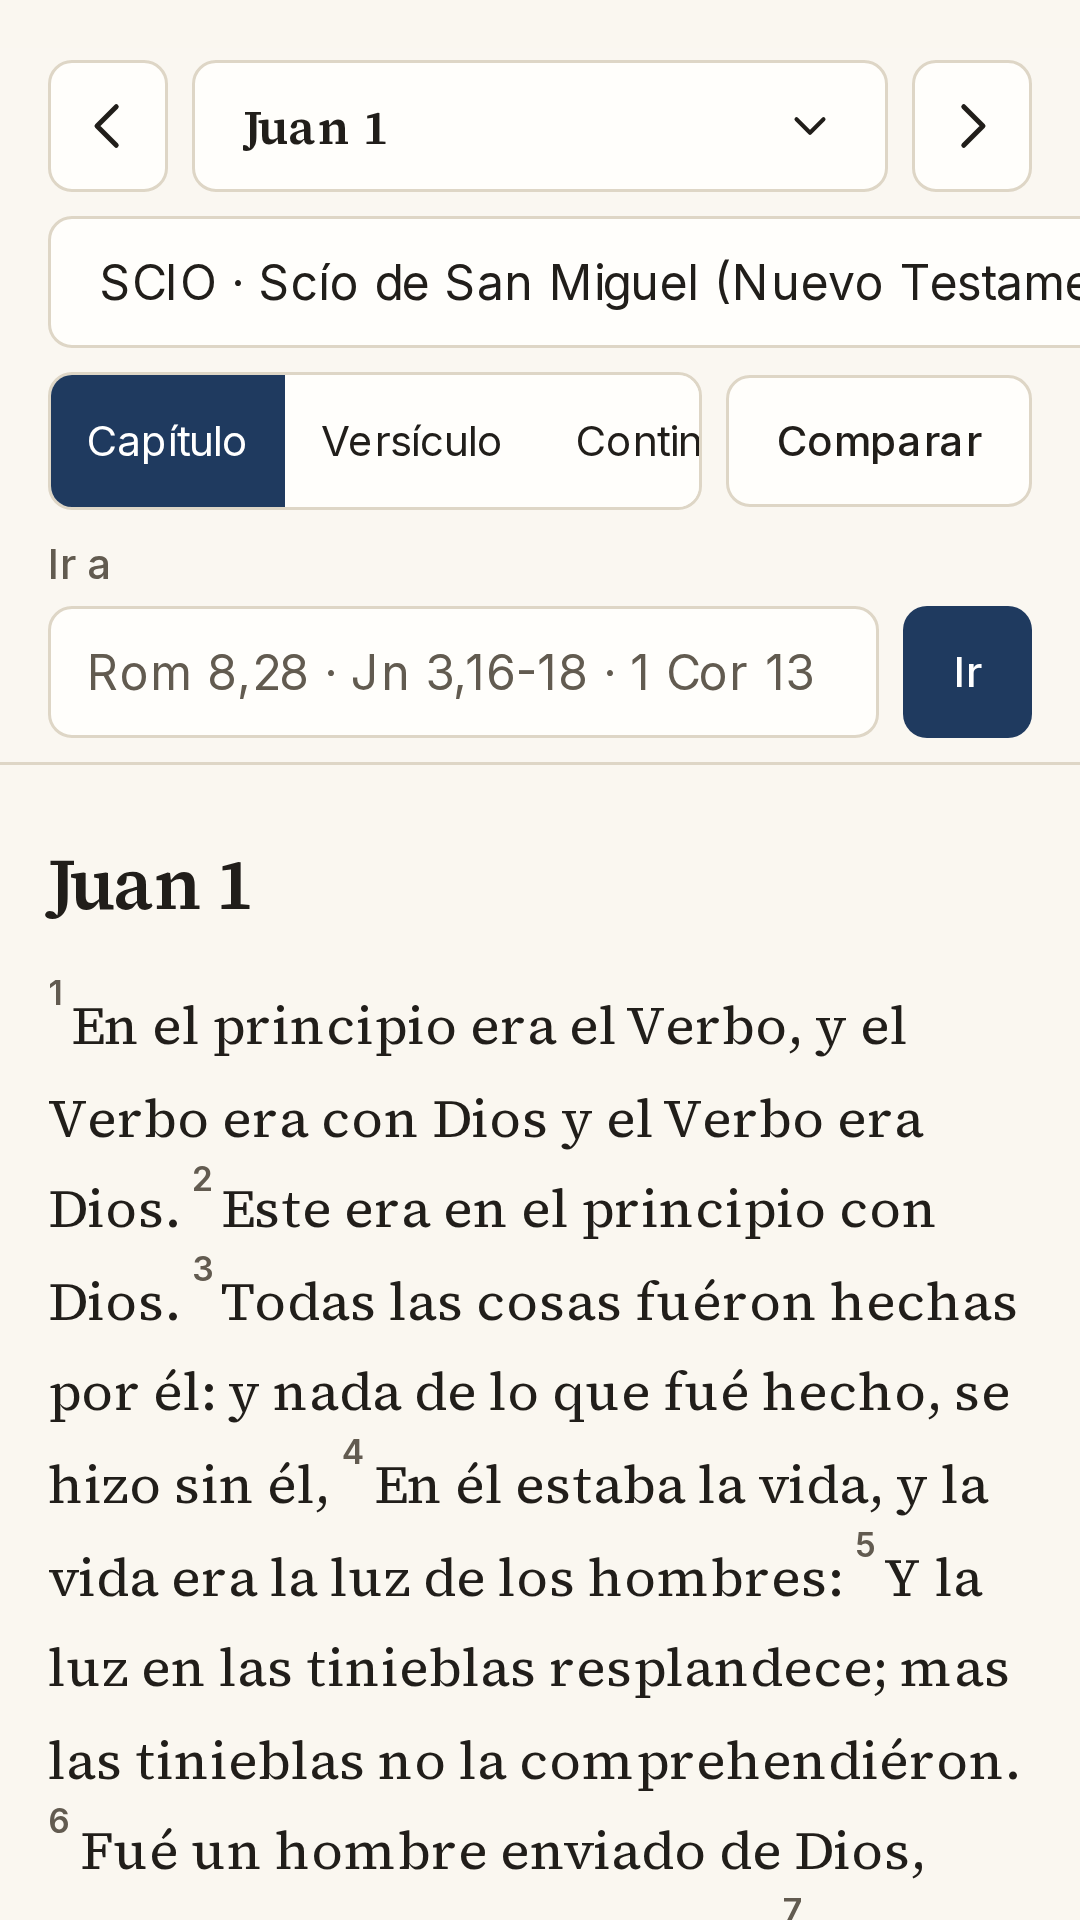 Juan 1
SCIO · Scío de San Miguel (Nuevo Testame
Capítulo Versículo Contin Comparar
Ir a
Rom 8,28 · Jn 3,16-18 · 1 Cor 13 Ir
Juan 1
1 En el principio era el Verbo, y el
Verbo era con Dios y el Verbo era
Dios. 2 Este era en el principio con
Dios. 3 Todas las cosas fuéron hechas
por él: y nada de lo que fué hecho, se
hizo sin él, 4 En él estaba la vida, y la
vida era la luz de los hombres: 5 Y la
luz en las tinieblas resplandece; mas
las tinieblas no la comprehendiéron.
6 Fué un hombre enviado de Dios,
7